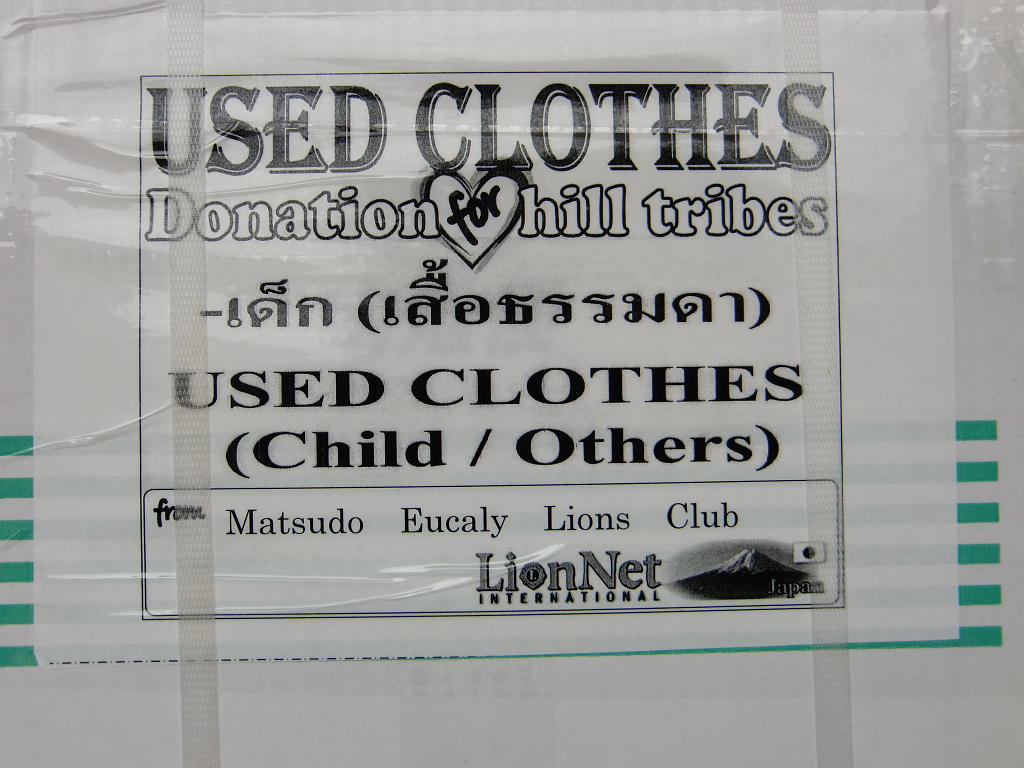 USED CLOTHES
Donation for hill tribes
-เด็ก (เสื้อธรรมดา)
USED CLOTHES
(Child / Others)
from Matsudo Eucaly Lions Club
LionNet
INTERNATIONAL
Japan